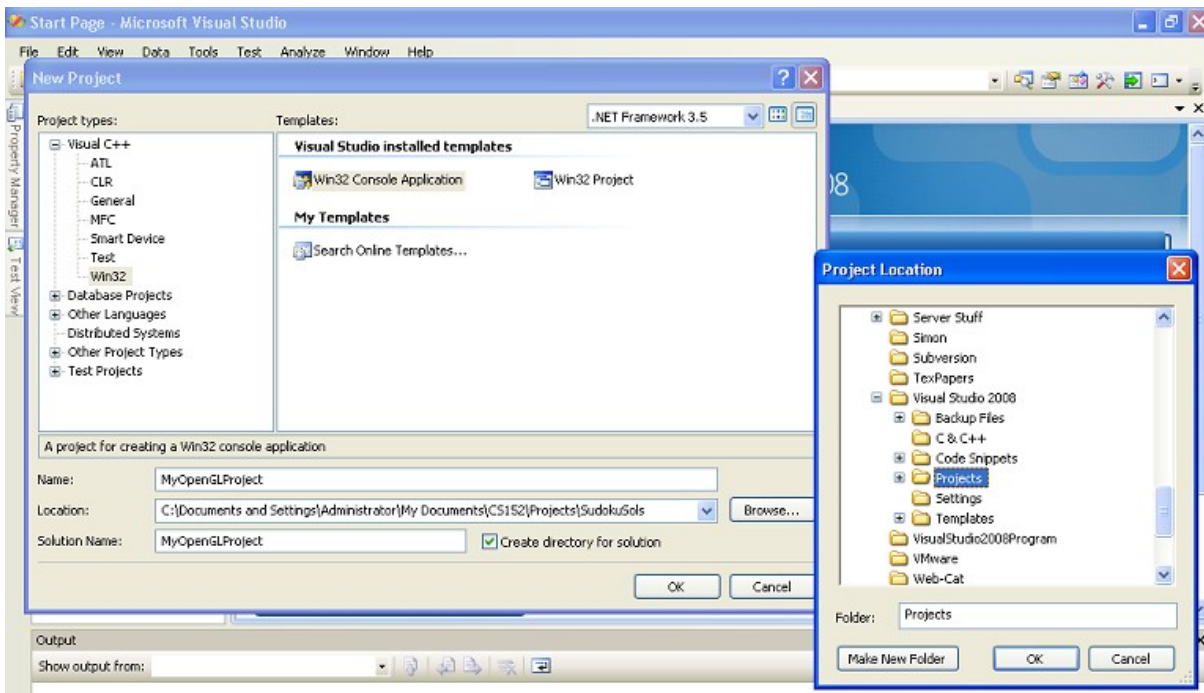 Start Page - Microsoft Visual Studio
File Edit View Data Tools Test Analyze Window Help
New Project
Project types:
Templates:
.NET Framework 3.5
Visual C++
ATL
CLR
General
MFC
Smart Device
Test
Win32
Database Projects
Other Languages
Distributed Systems
Other Project Types
Test Projects
Visual Studio installed templates
Win32 Console Application
Win32 Project
My Templates
Search Online Templates...
A project for creating a Win32 console application
Name:
MyOpenGLProject
Location:
C:\Documents and Settings\Administrator\My Documents\CS152\Projects\SudokuSols
Browse...
Solution Name:
MyOpenGLProject
Create directory for solution
OK
Cancel
Property Manager
Test View
08
Project Location
Server Stuff
Simon
Subversion
TexPapers
Visual Studio 2008
Backup Files
C & C++
Code Snippets
Projects
Settings
Templates
VisualStudio2008Program
VMware
Web-Cat
Folder:
Projects
Make New Folder
OK
Cancel
Output
Show output from: